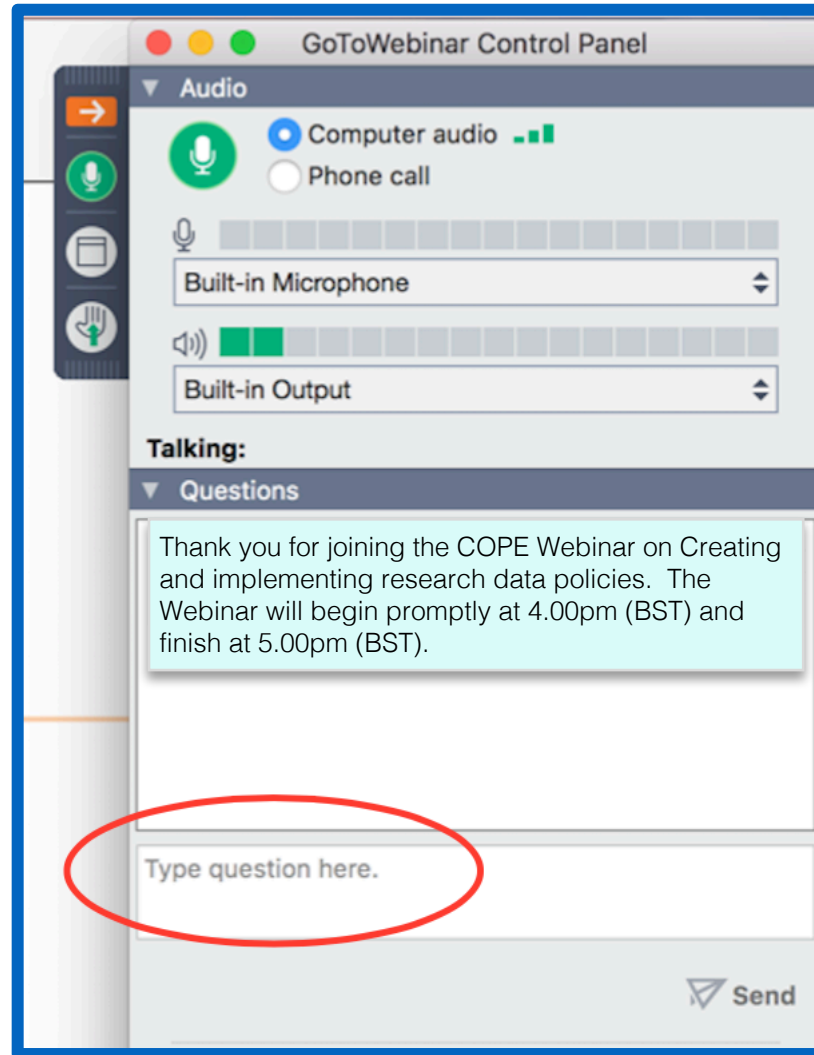 GoToWebinar Control Panel
Audio
Computer audio
Phone call
Built-in Microphone
Built-in Output
Talking:
Questions
Thank you for joining the COPE Webinar on Creating
and implementing research data policies.  The
Webinar will begin promptly at 4.00pm (BST) and
finish at 5.00pm (BST).
Type question here.
Send